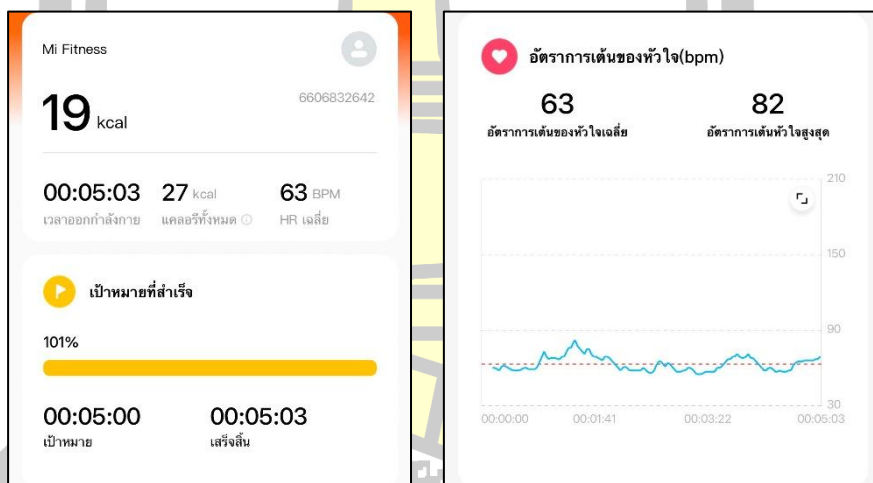 Mi Fitness
6606832642
19 kcal
00:05:03 27 kcal 63 BPM
เวลาออกกำลังกาย แคลอรีทั้งหมด HR เฉลี่ย
เป้าหมายที่สำเร็จ
101%
00:05:00 00:05:03
เป้าหมาย เสร็จสิ้น
อัตราการเต้นของหัวใจ(bpm)
63 82
อัตราการเต้นของหัวใจเฉลี่ย อัตราการเต้นหัวใจสูงสุด
210
150
90
30
00:00:00 00:01:41 00:03:22 00:05:03